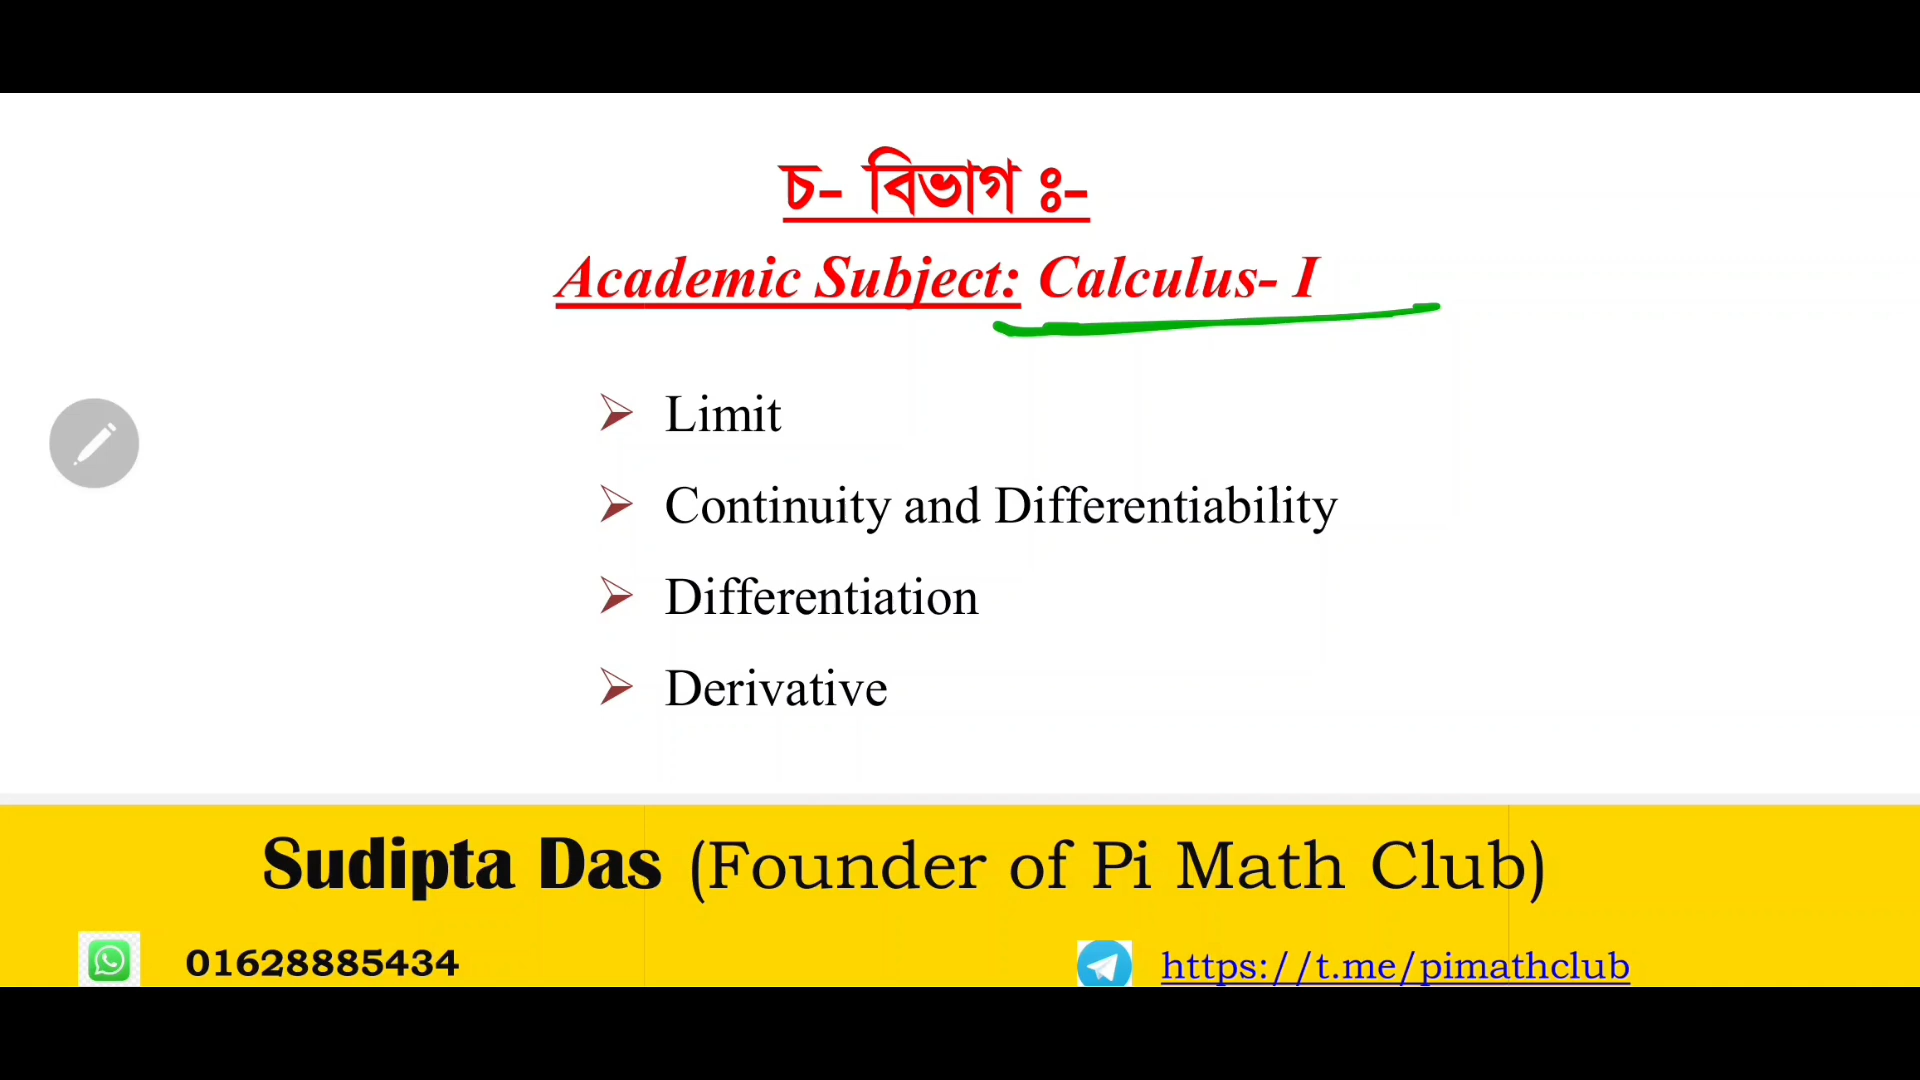 চ- বিভাগ ঃ-
Academic Subject: Calculus- I
Limit
Continuity and Differentiability
Differentiation
Derivative
Sudipta Das (Founder of Pi Math Club)
01628885434
https://t.me/pimathclub